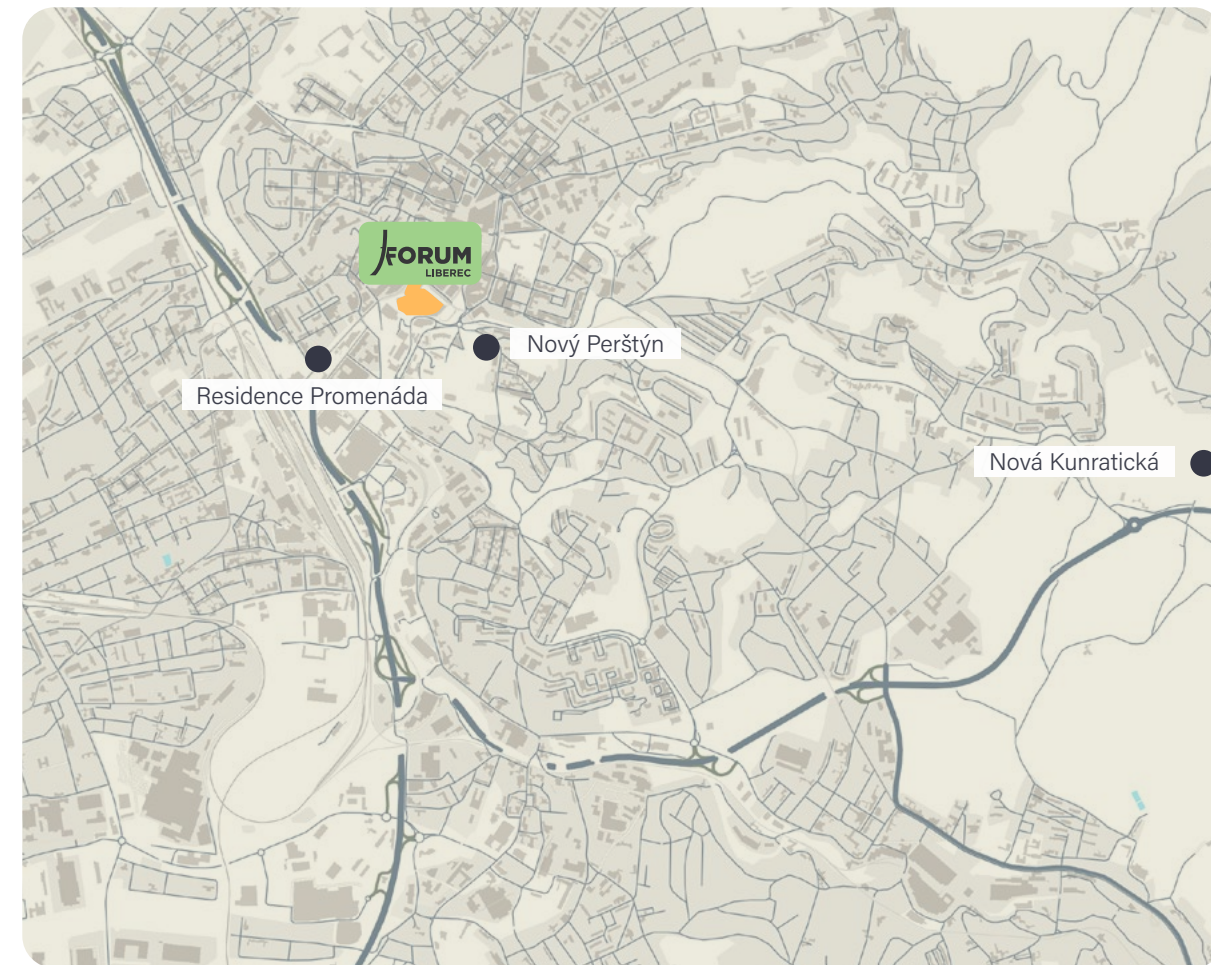 FORUM
LIBEREC
Nový Perštýn
Residence Promenáda
Nová Kunratická